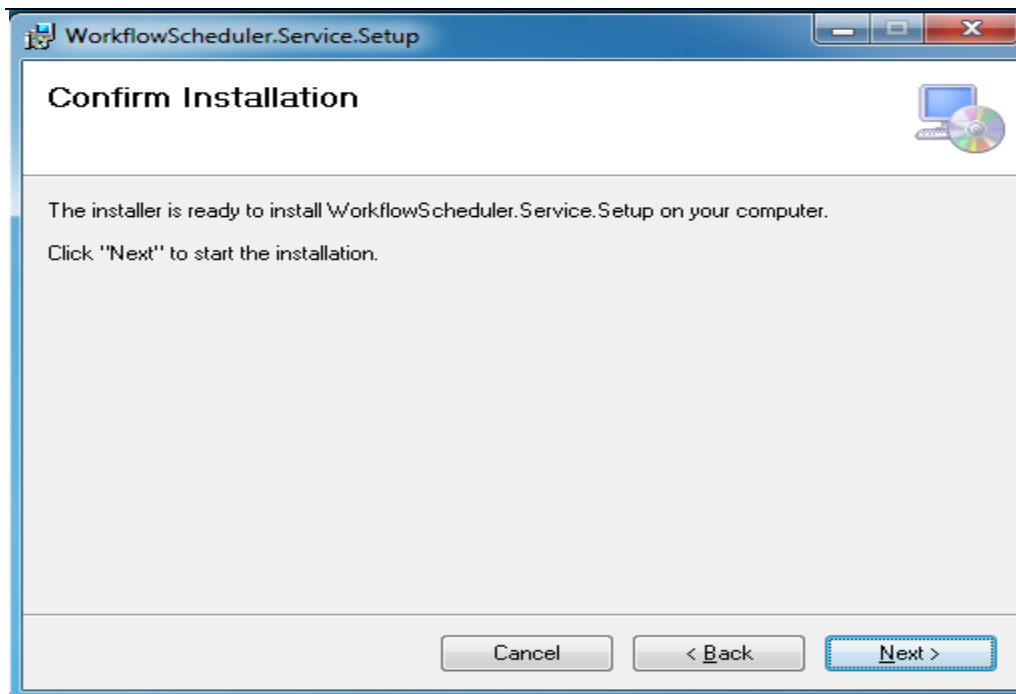 WorkflowScheduler.Service.Setup
Confirm Installation
The installer is ready to install WorkflowScheduler.Service.Setup on your computer.
Click "Next" to start the installation.
Cancel
< Back
Next >